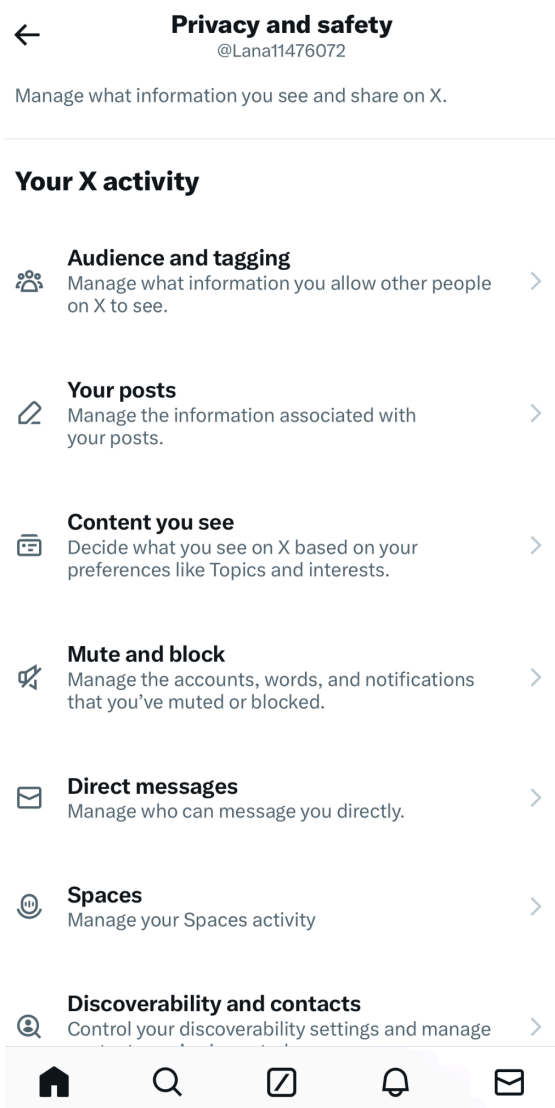 Privacy and safety
@Lana11476072
Manage what information you see and share on X.
Your X activity
Audience and tagging
Manage what information you allow other people
on X to see.
Your posts
Manage the information associated with
your posts.
Content you see
Decide what you see on X based on your
preferences like Topics and interests.
Mute and block
Manage the accounts, words, and notifications
that you’ve muted or blocked.
Direct messages
Manage who can message you directly.
Spaces
Manage your Spaces activity
Discoverability and contacts
Control your discoverability settings and manage